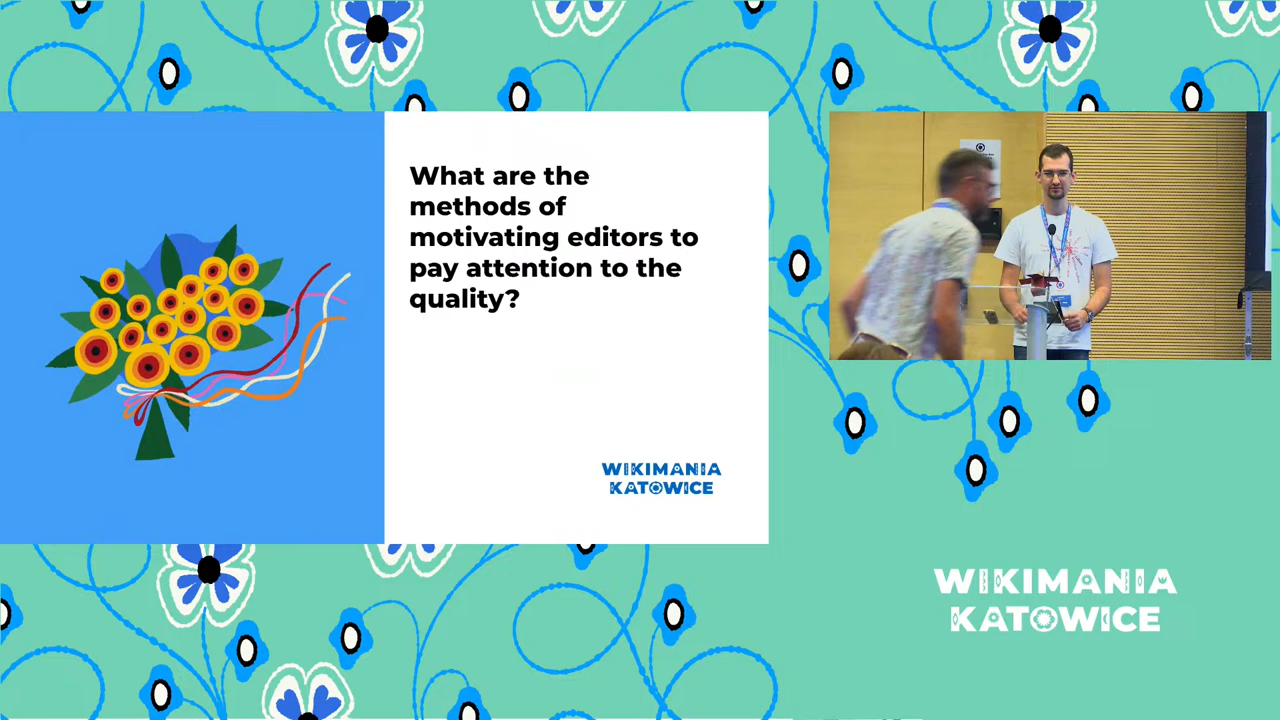 What are the
methods of
motivating editors to
pay attention to the
quality?
WIKIMANIA
KATOWICE
WIKIMANIA
KATOWICE